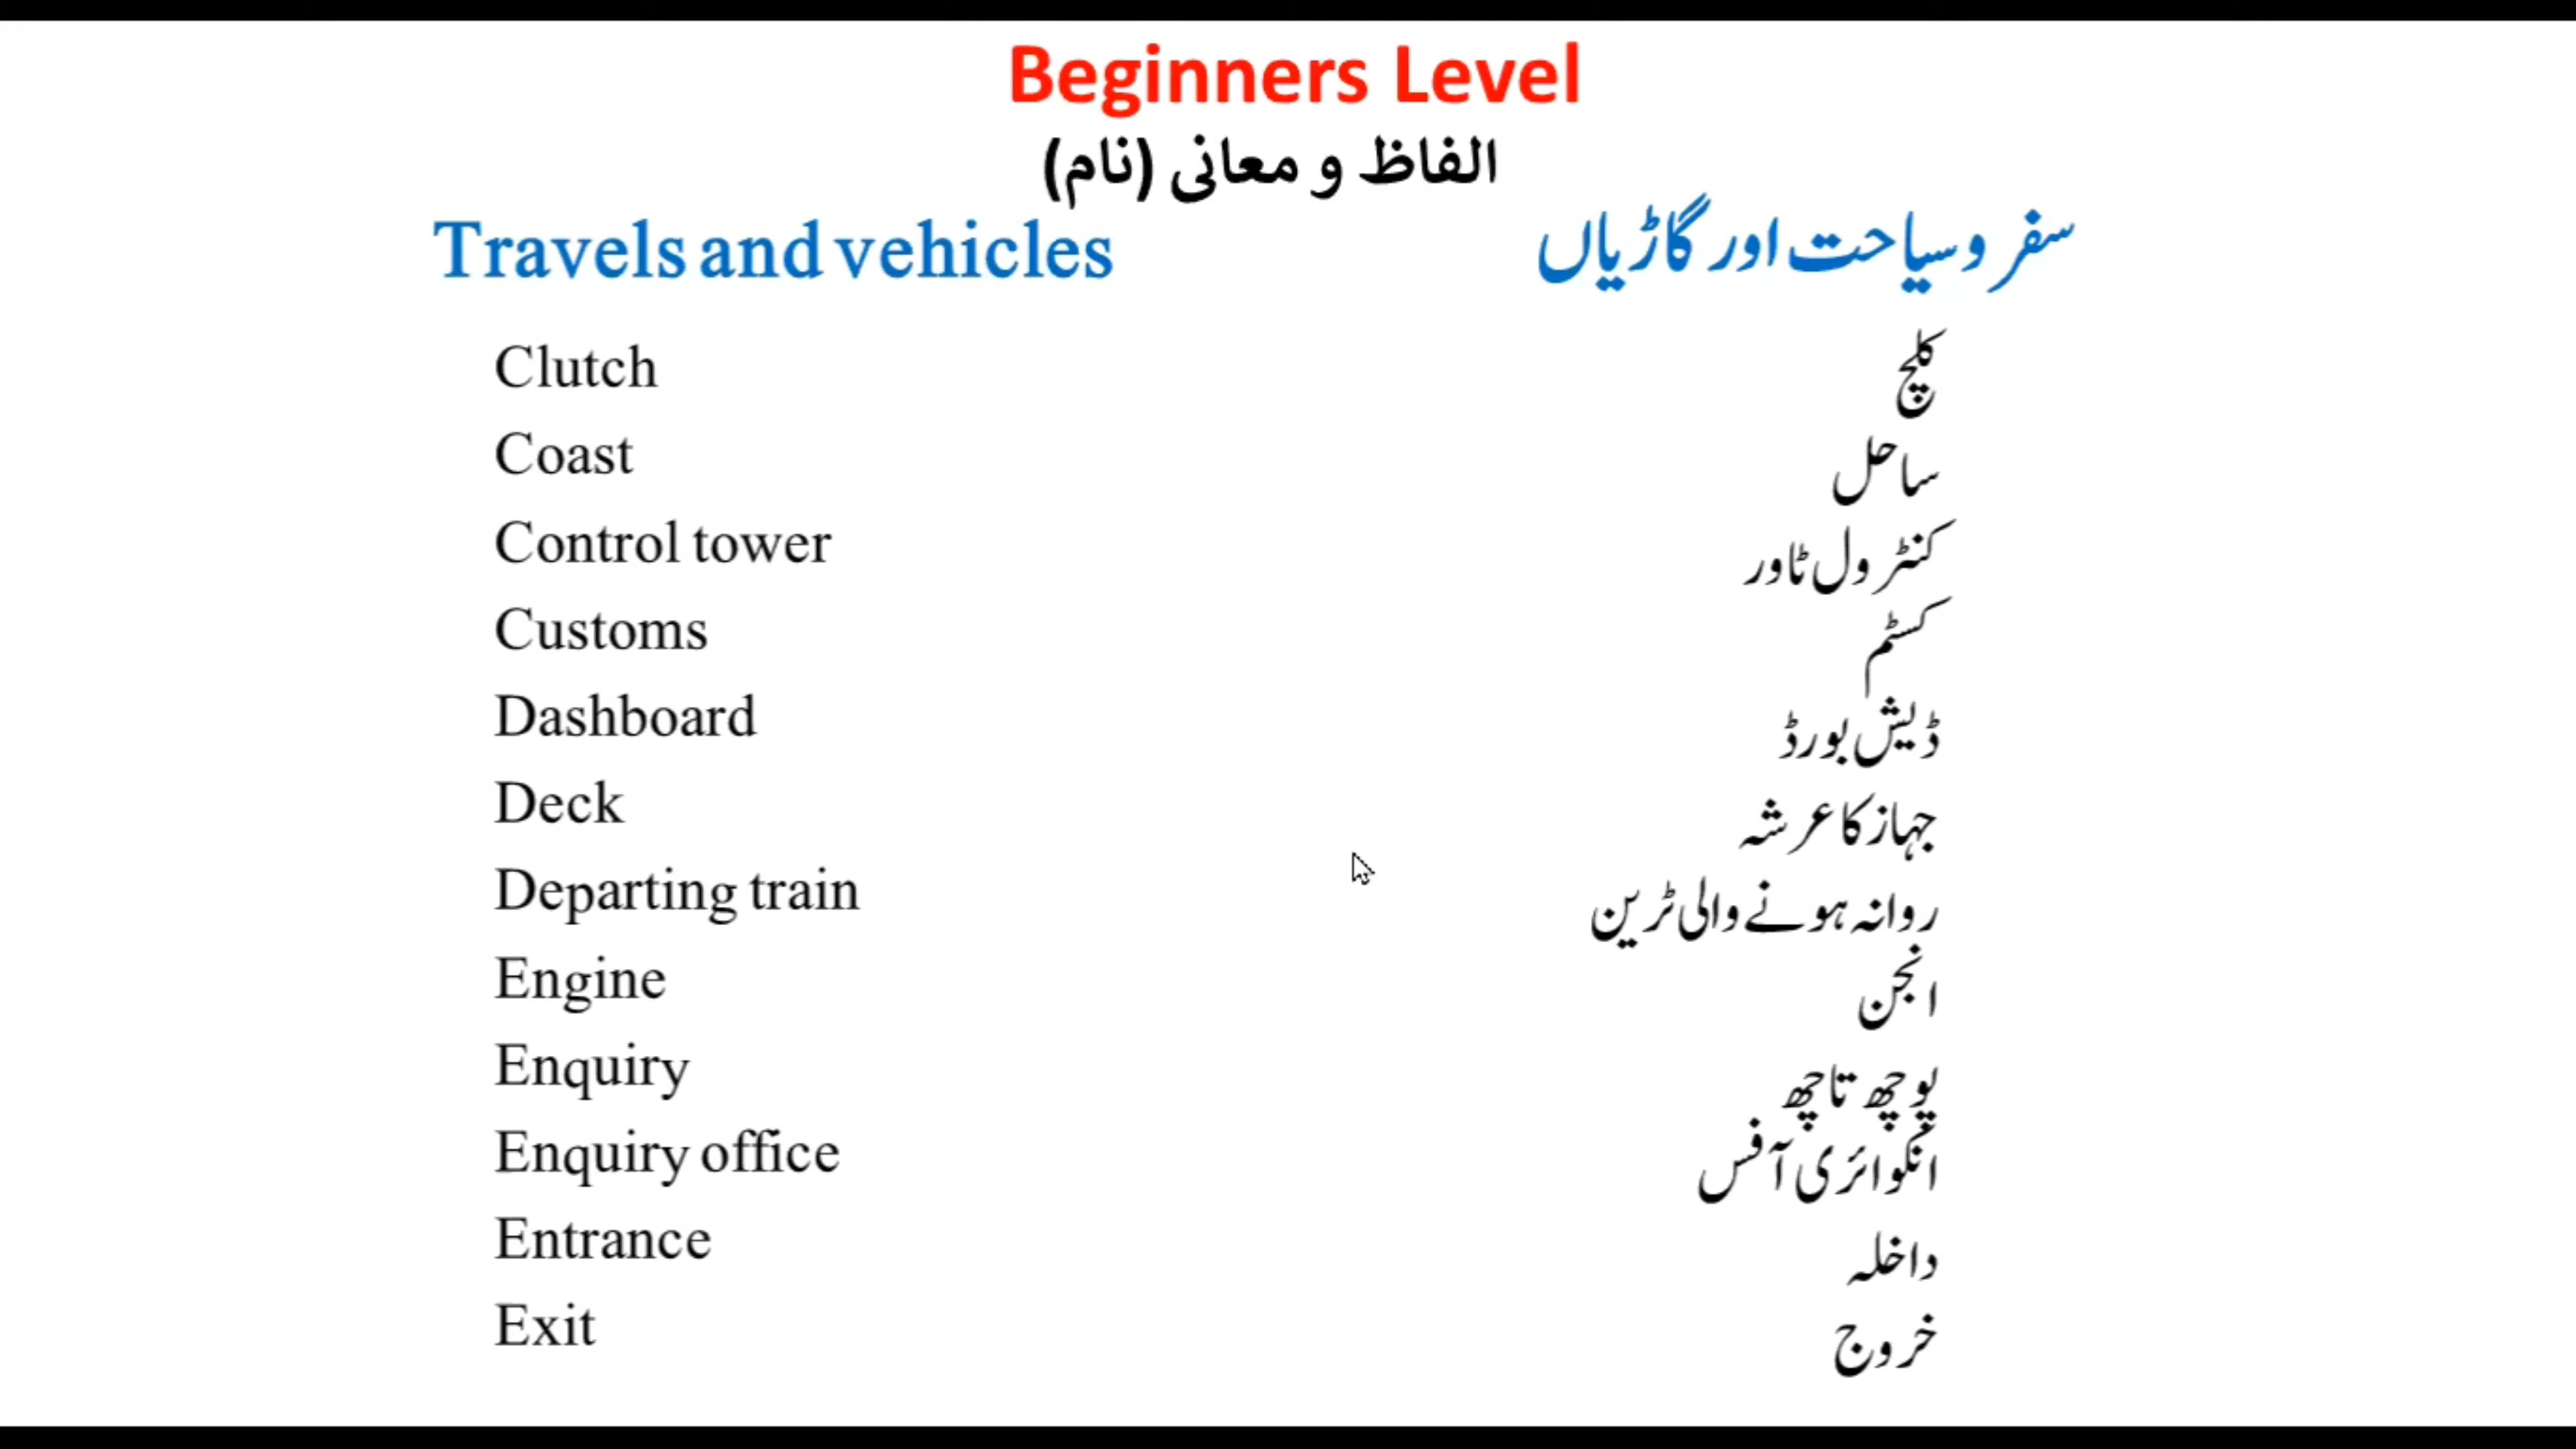 Beginners Level
الفاظ و معانی (نام)
Travels and vehicles سفر و سیاحت اور گاڑیاں
Clutch کلچ
Coast ساحل
Control tower کنٹرول ٹاور
Customs کسٹم
Dashboard ڈیش بورڈ
Deck جہاز کا عرشہ
Departing train روانہ ہونے والی ٹرین
Engine انجن
Enquiry پوچھ تاچھ
Enquiry office انکوائری آفس
Entrance داخلہ
Exit خروج